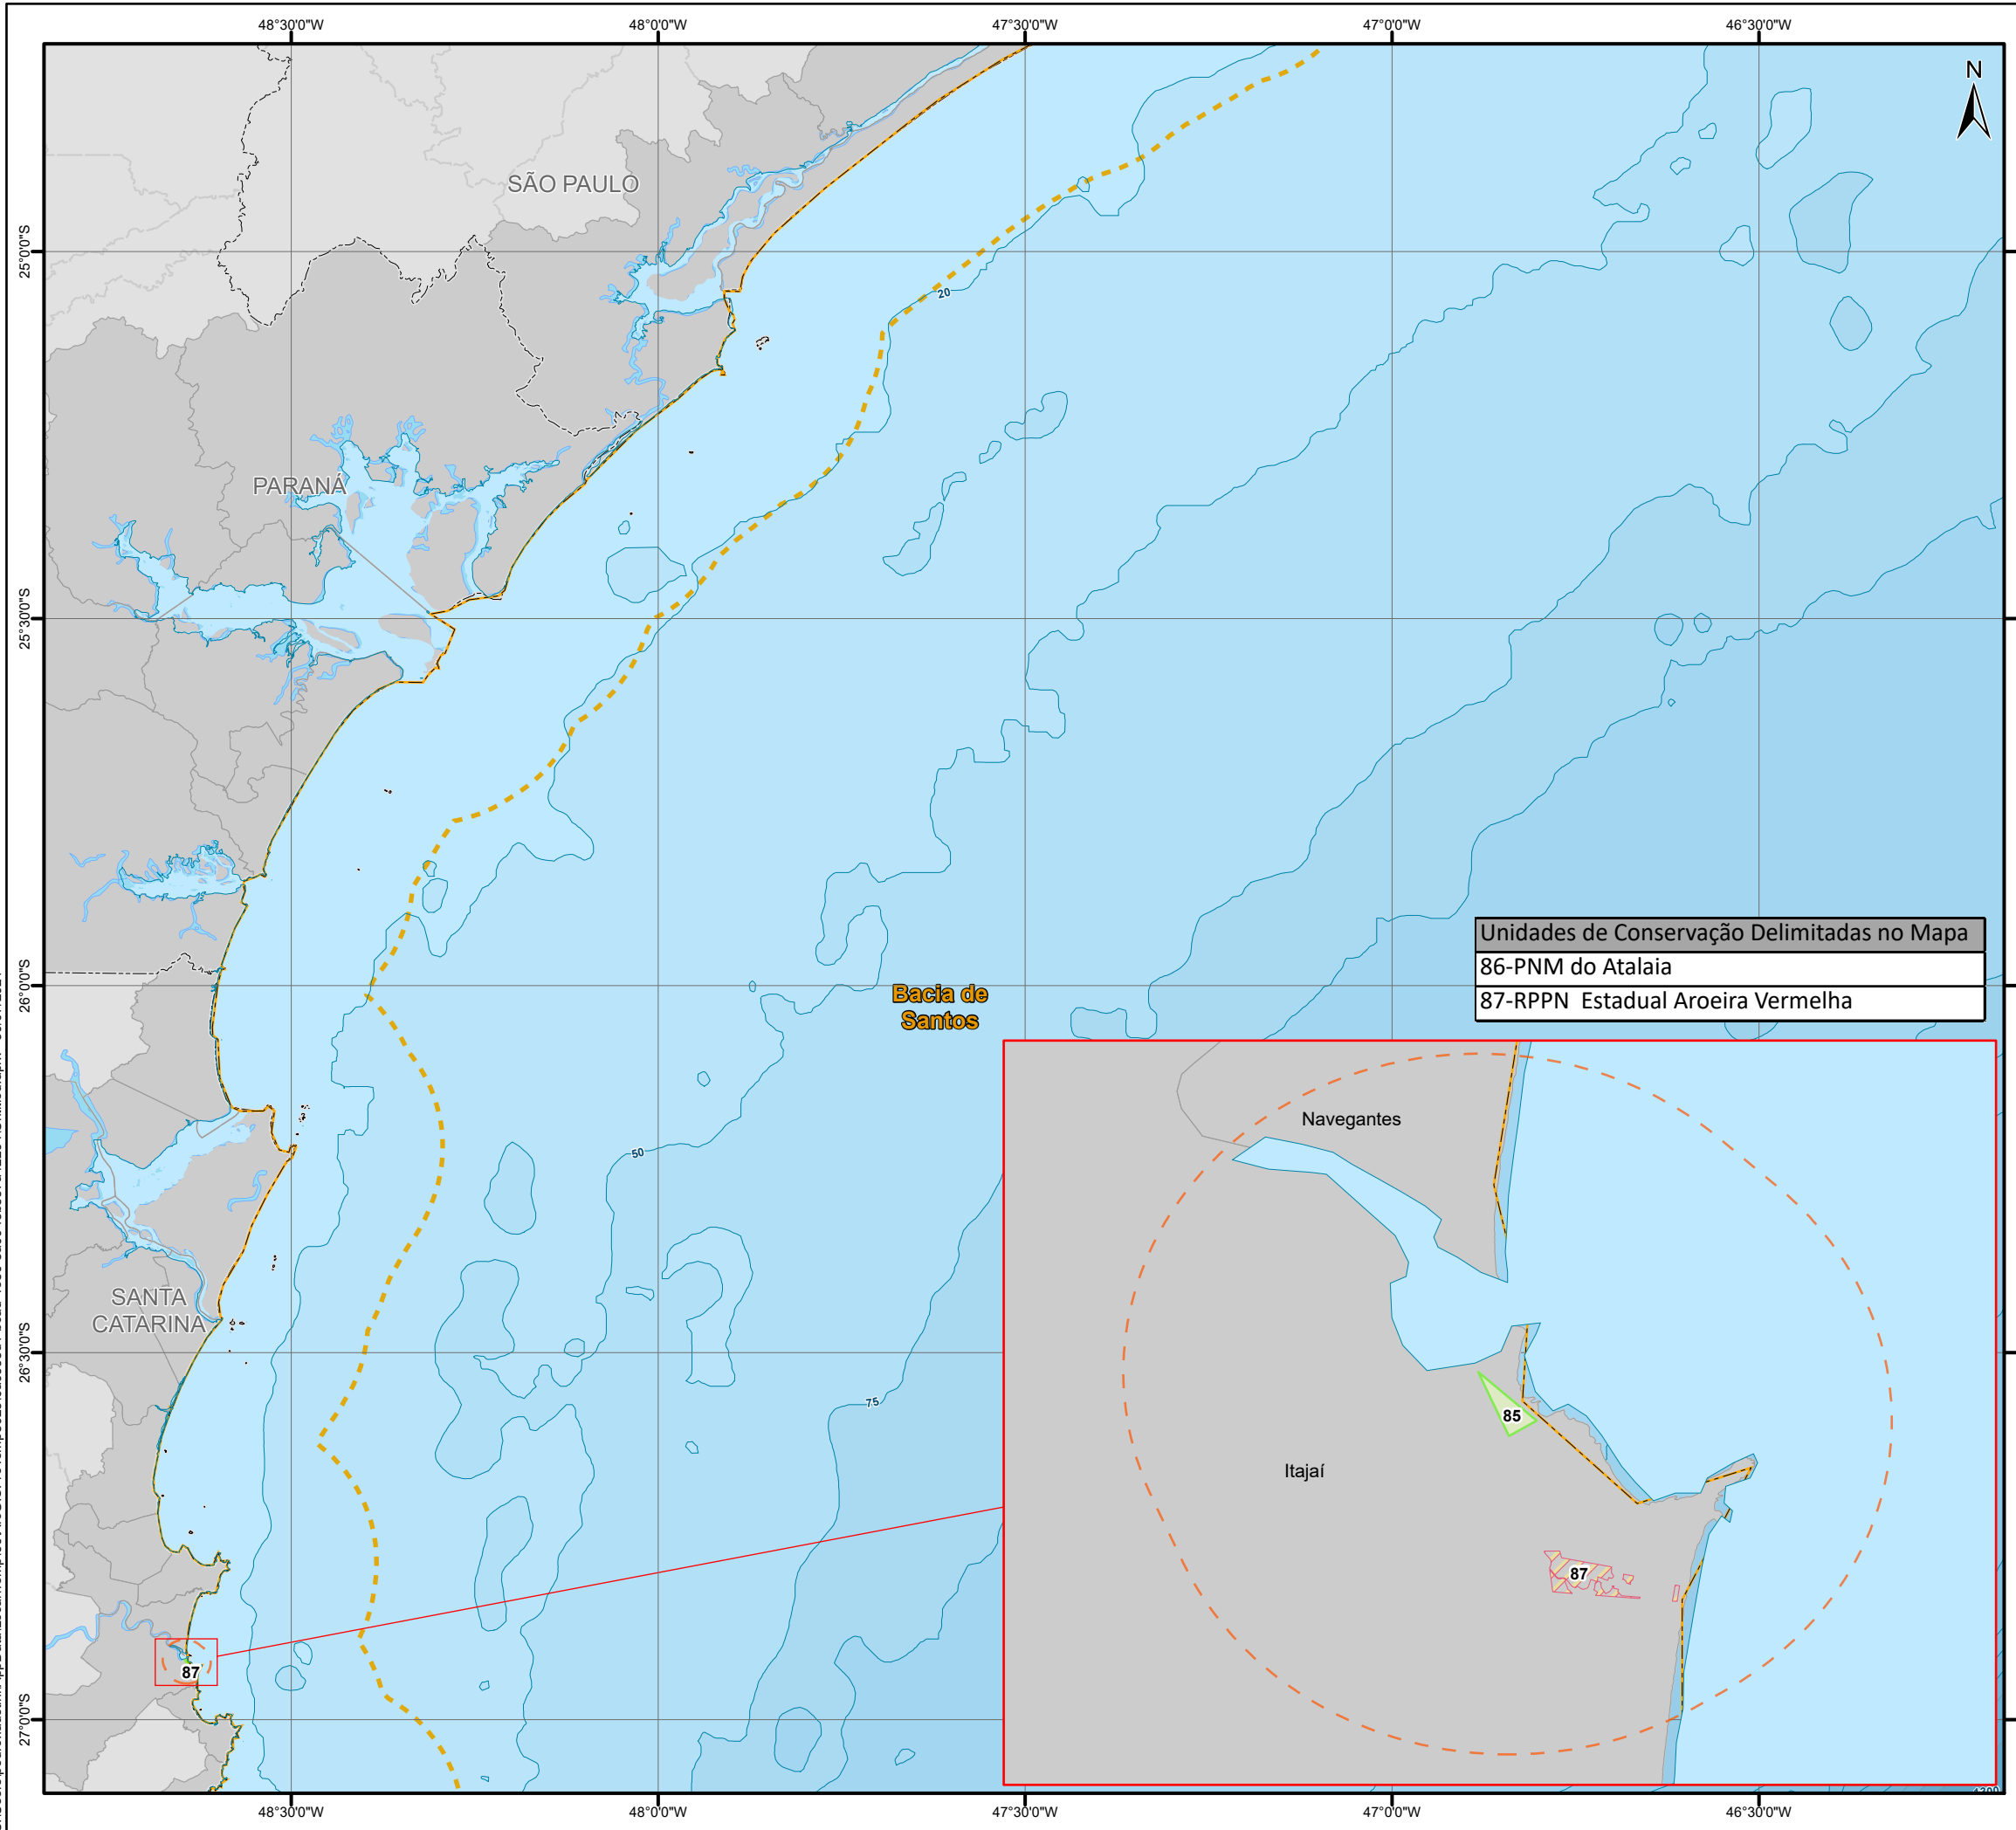 48°30'0"W 48°0'0"W 47°30'0"W 47°0'0"W 46°30'0"W
N
SÃO PAULO
25°0'0"S
20
PARANÁ
25°30'0"S
Unidades de Conservação Delimitadas no Mapa
86-PNM do Atalaia
87-RPPN Estadual Aroeira Vermelha
26°0'0"S
Bacia de
Santos
Navegantes
50
SANTA
CATARINA
26°30'0"S
75
85
Itajaí
87
87
27°0'0"S
48°30'0"W 48°0'0"W 47°30'0"W 47°0'0"W 46°30'0"W